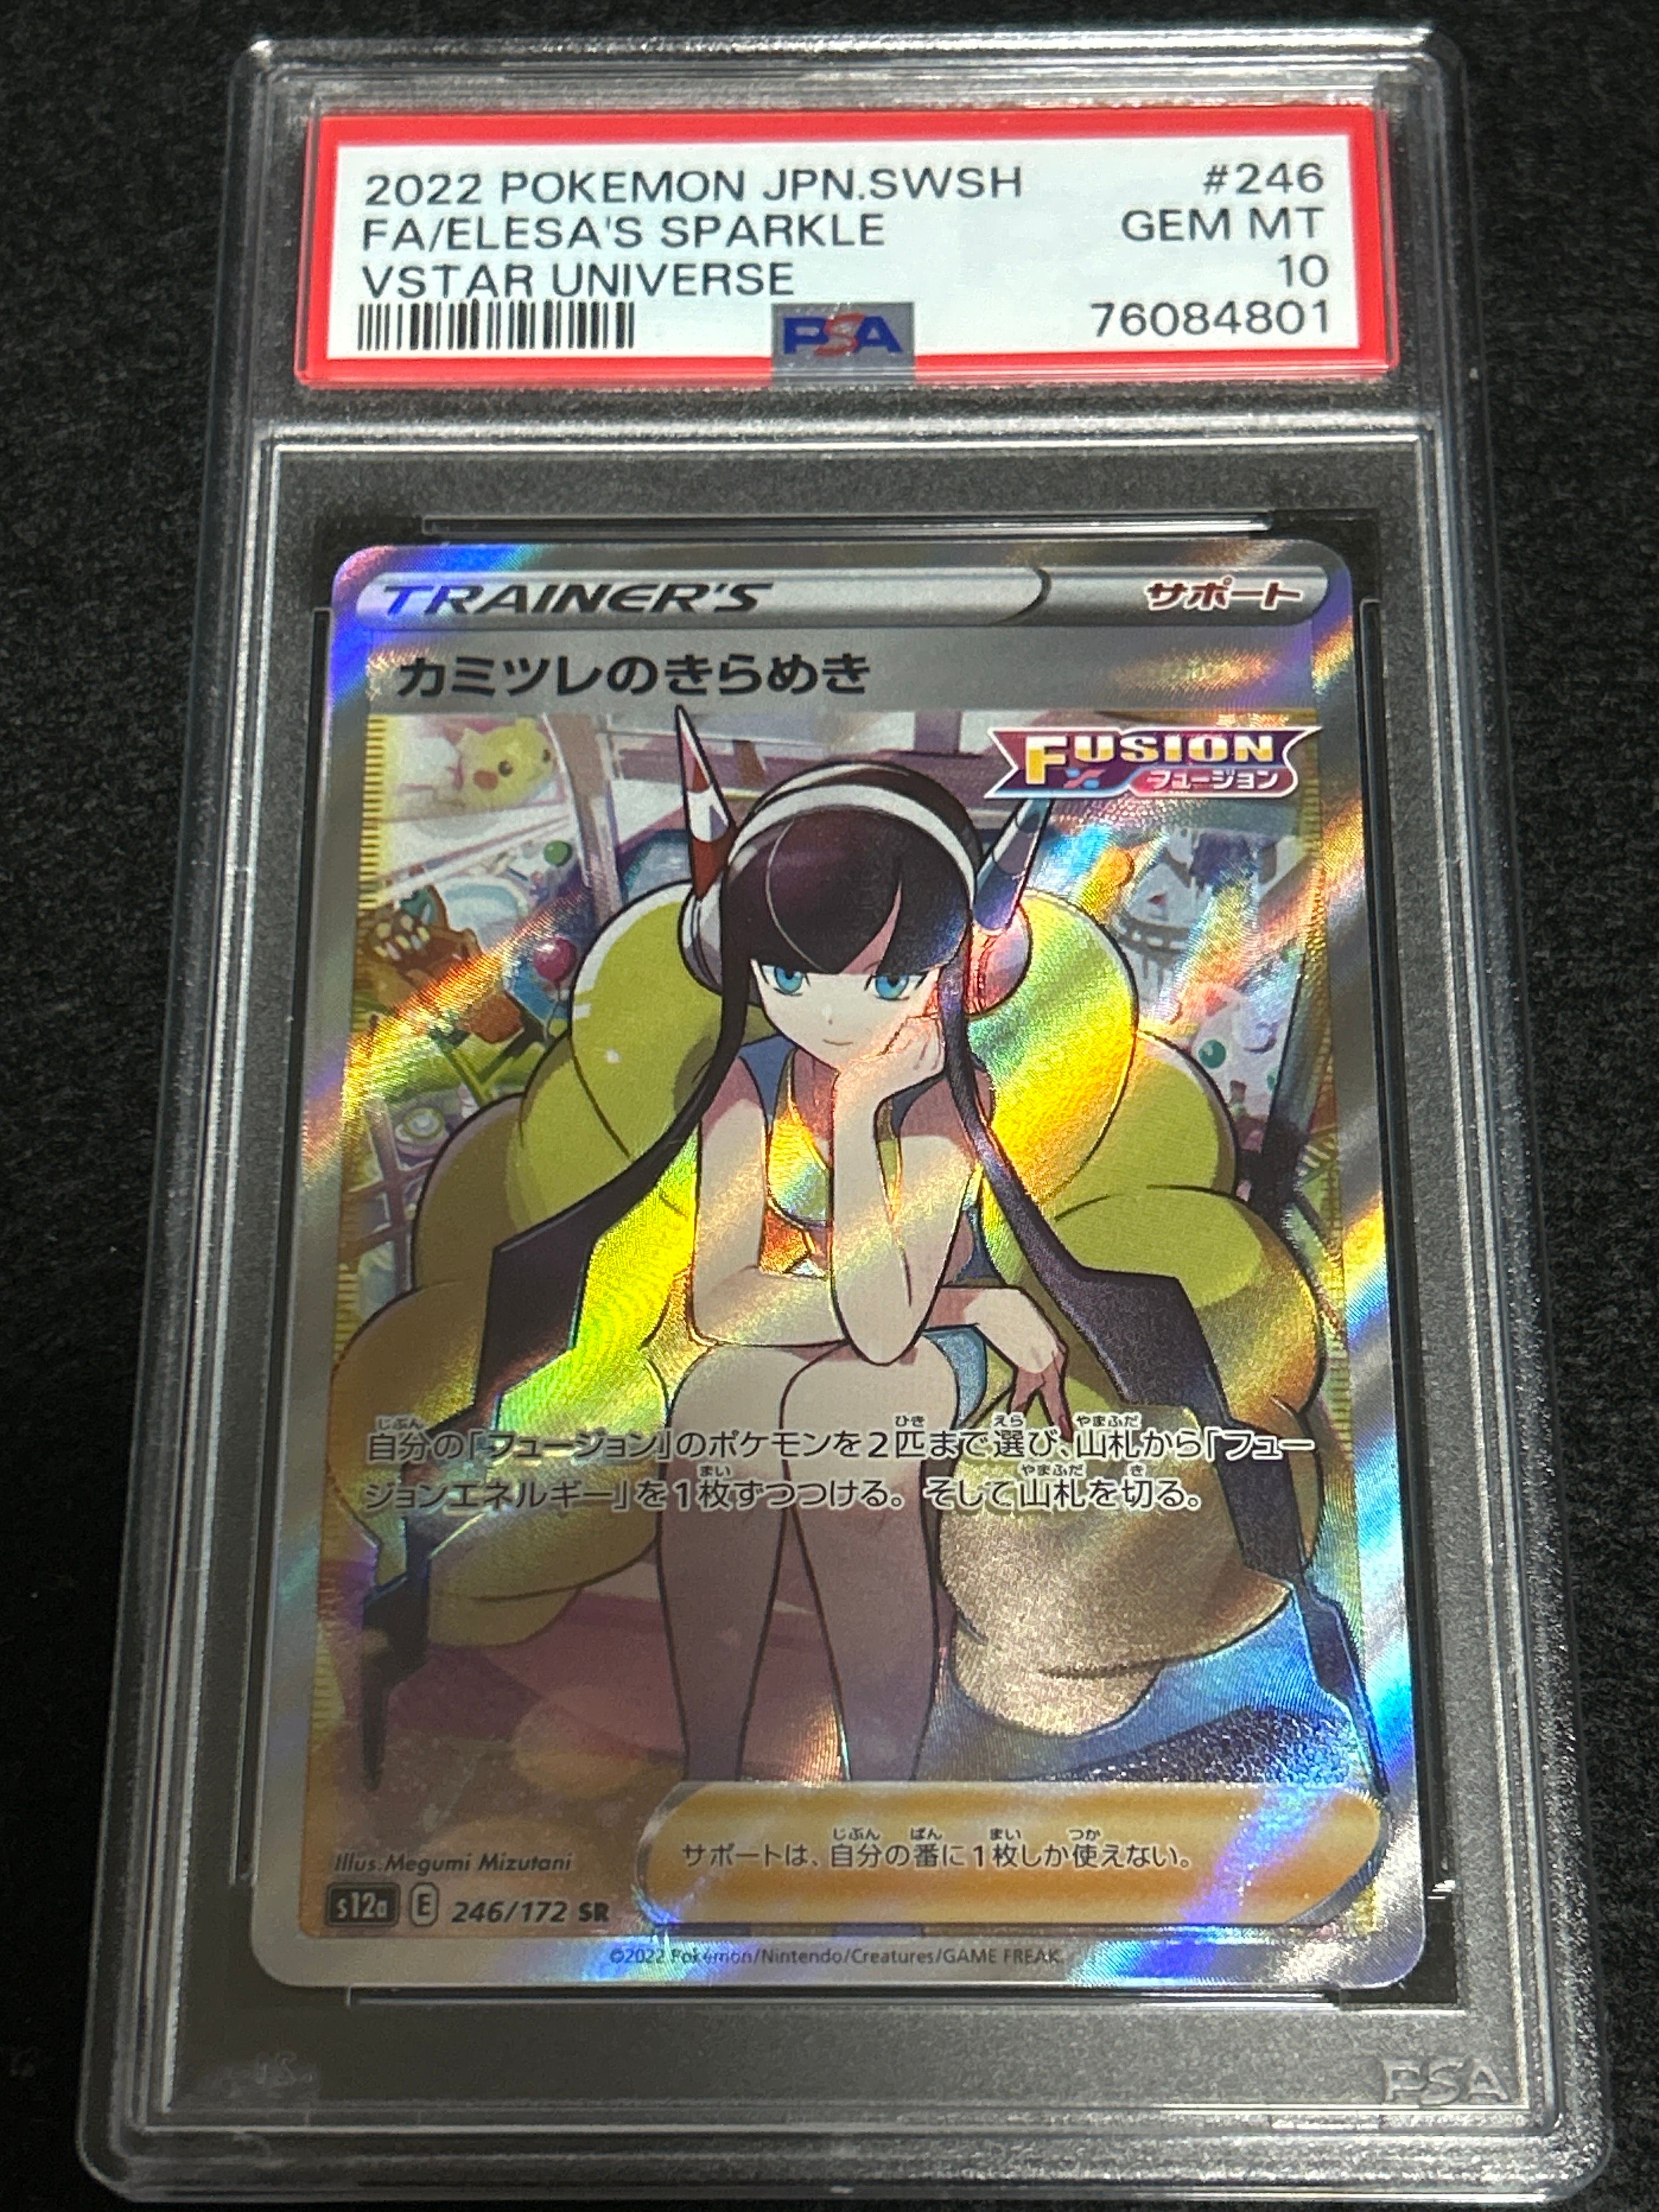 2022 POKEMON JPN.SWSH #246
FA/ELESA'S SPARKLE GEM MT
VSTAR UNIVERSE 10
PSA 76084801
TRAINER'S サポート
カミツレのきらめき
FUSION
フュージョン
自分の「フュージョン」のポケモンを2匹まで選び、山札から「フュー
ジョンエネルギー」を1枚ずつつける。そして山札を切る。
サポートは、自分の番に1枚しか使えない。
Illus. Megumi Mizutani
s12a E 246/172 SR
©2022 Pokémon/Nintendo/Creatures/GAME FREAK.
PSA